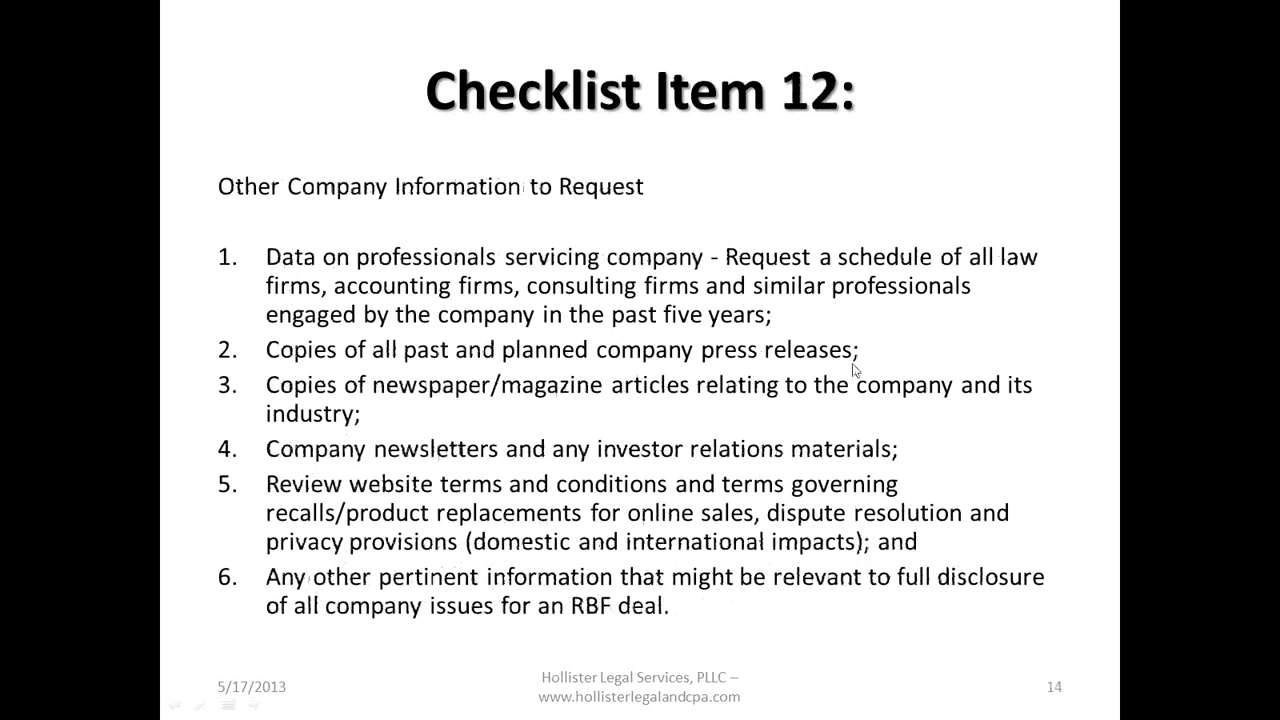 Checklist Item 12:
Other Company Information to Request
1. Data on professionals servicing company - Request a schedule of all law
firms, accounting firms, consulting firms and similar professionals
engaged by the company in the past five years;
2. Copies of all past and planned company press releases;
3. Copies of newspaper/magazine articles relating to the company and its
industry;
4. Company newsletters and any investor relations materials;
5. Review website terms and conditions and terms governing
recalls/product replacements for online sales, dispute resolution and
privacy provisions (domestic and international impacts); and
6. Any other pertinent information that might be relevant to full disclosure
of all company issues for an RBF deal.
5/17/2013
Hollister Legal Services, PLLC –
www.hollisterlegalandcpa.com
14